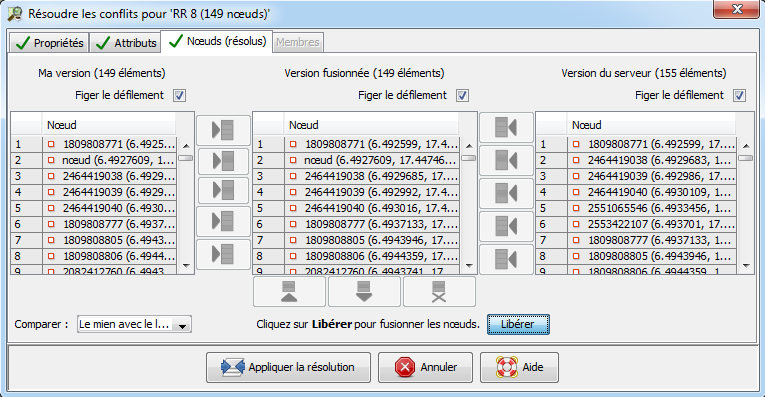 Résoudre les conflits pour 'RR 8 (149 nœuds)'
Propriétés Attributs Nœuds (résolus) Membres
Ma version (149 éléments) Version fusionnée (149 éléments) Version du serveur (155 éléments)
Figer le défilement Figer le défilement Figer le défilement
Nœud Nœud Nœud
1 1809808771 (6.4925... 1 1809808771 (6.492599, 17.4... 1 1809808771 (6.492599, 17....
2 nœud (6.4927609, 1... 2 nœud (6.4927609, 17.44746... 2 2464419038 (6.4929683, 1...
3 2464419038 (6.4929... 3 2464419038 (6.4929685, 17.... 3 2464419039 (6.492986, 17....
4 2464419039 (6.4929... 4 2464419039 (6.492992, 17.4... 4 2464419040 (6.4930109, 1...
5 2464419040 (6.4930... 5 2464419040 (6.493016, 17.4... 5 2551065546 (6.4933456, 1...
6 1809808777 (6.4937... 6 1809808777 (6.4937133, 17.... 6 2553422107 (6.493701, 17....
7 1809808805 (6.4943... 7 1809808805 (6.4943946, 17.... 7 1809808777 (6.4937133, 1...
8 1809808806 (6.4944... 8 1809808806 (6.4944359, 17.... 8 1809808805 (6.4943946, 1...
9 2082412760 (6.4943... 9 2082412760 (6.4943741, 17.... 9 1809808806 (6.4944359, 1...
Comparer : Le mien avec le l... Cliquez sur Libérer pour fusionner les nœuds. Libérer
Appliquer la résolution Annuler Aide